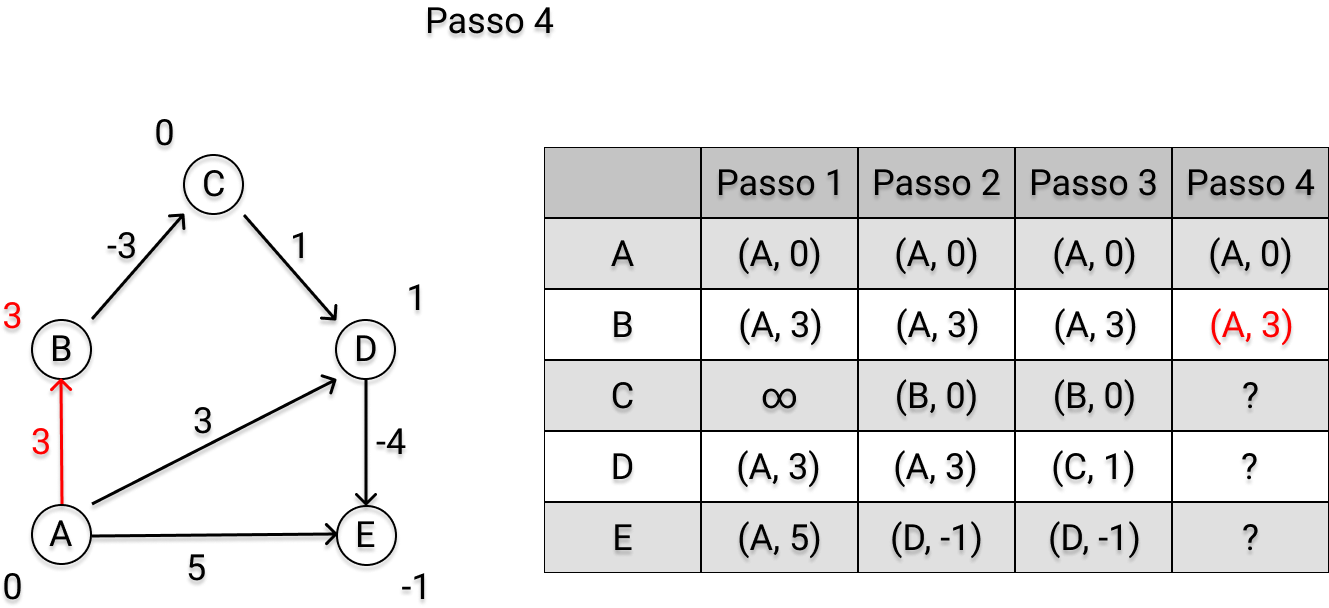 Passo 4
0
C
-3
1
3
B
1
D
3
3
-4
A
E
5
0
-1
Passo 1 Passo 2 Passo 3 Passo 4
A (A, 0) (A, 0) (A, 0) (A, 0)
B (A, 3) (A, 3) (A, 3) (A, 3)
C ∞ (B, 0) (B, 0) ?
D (A, 3) (A, 3) (C, 1) ?
E (A, 5) (D, -1) (D, -1) ?